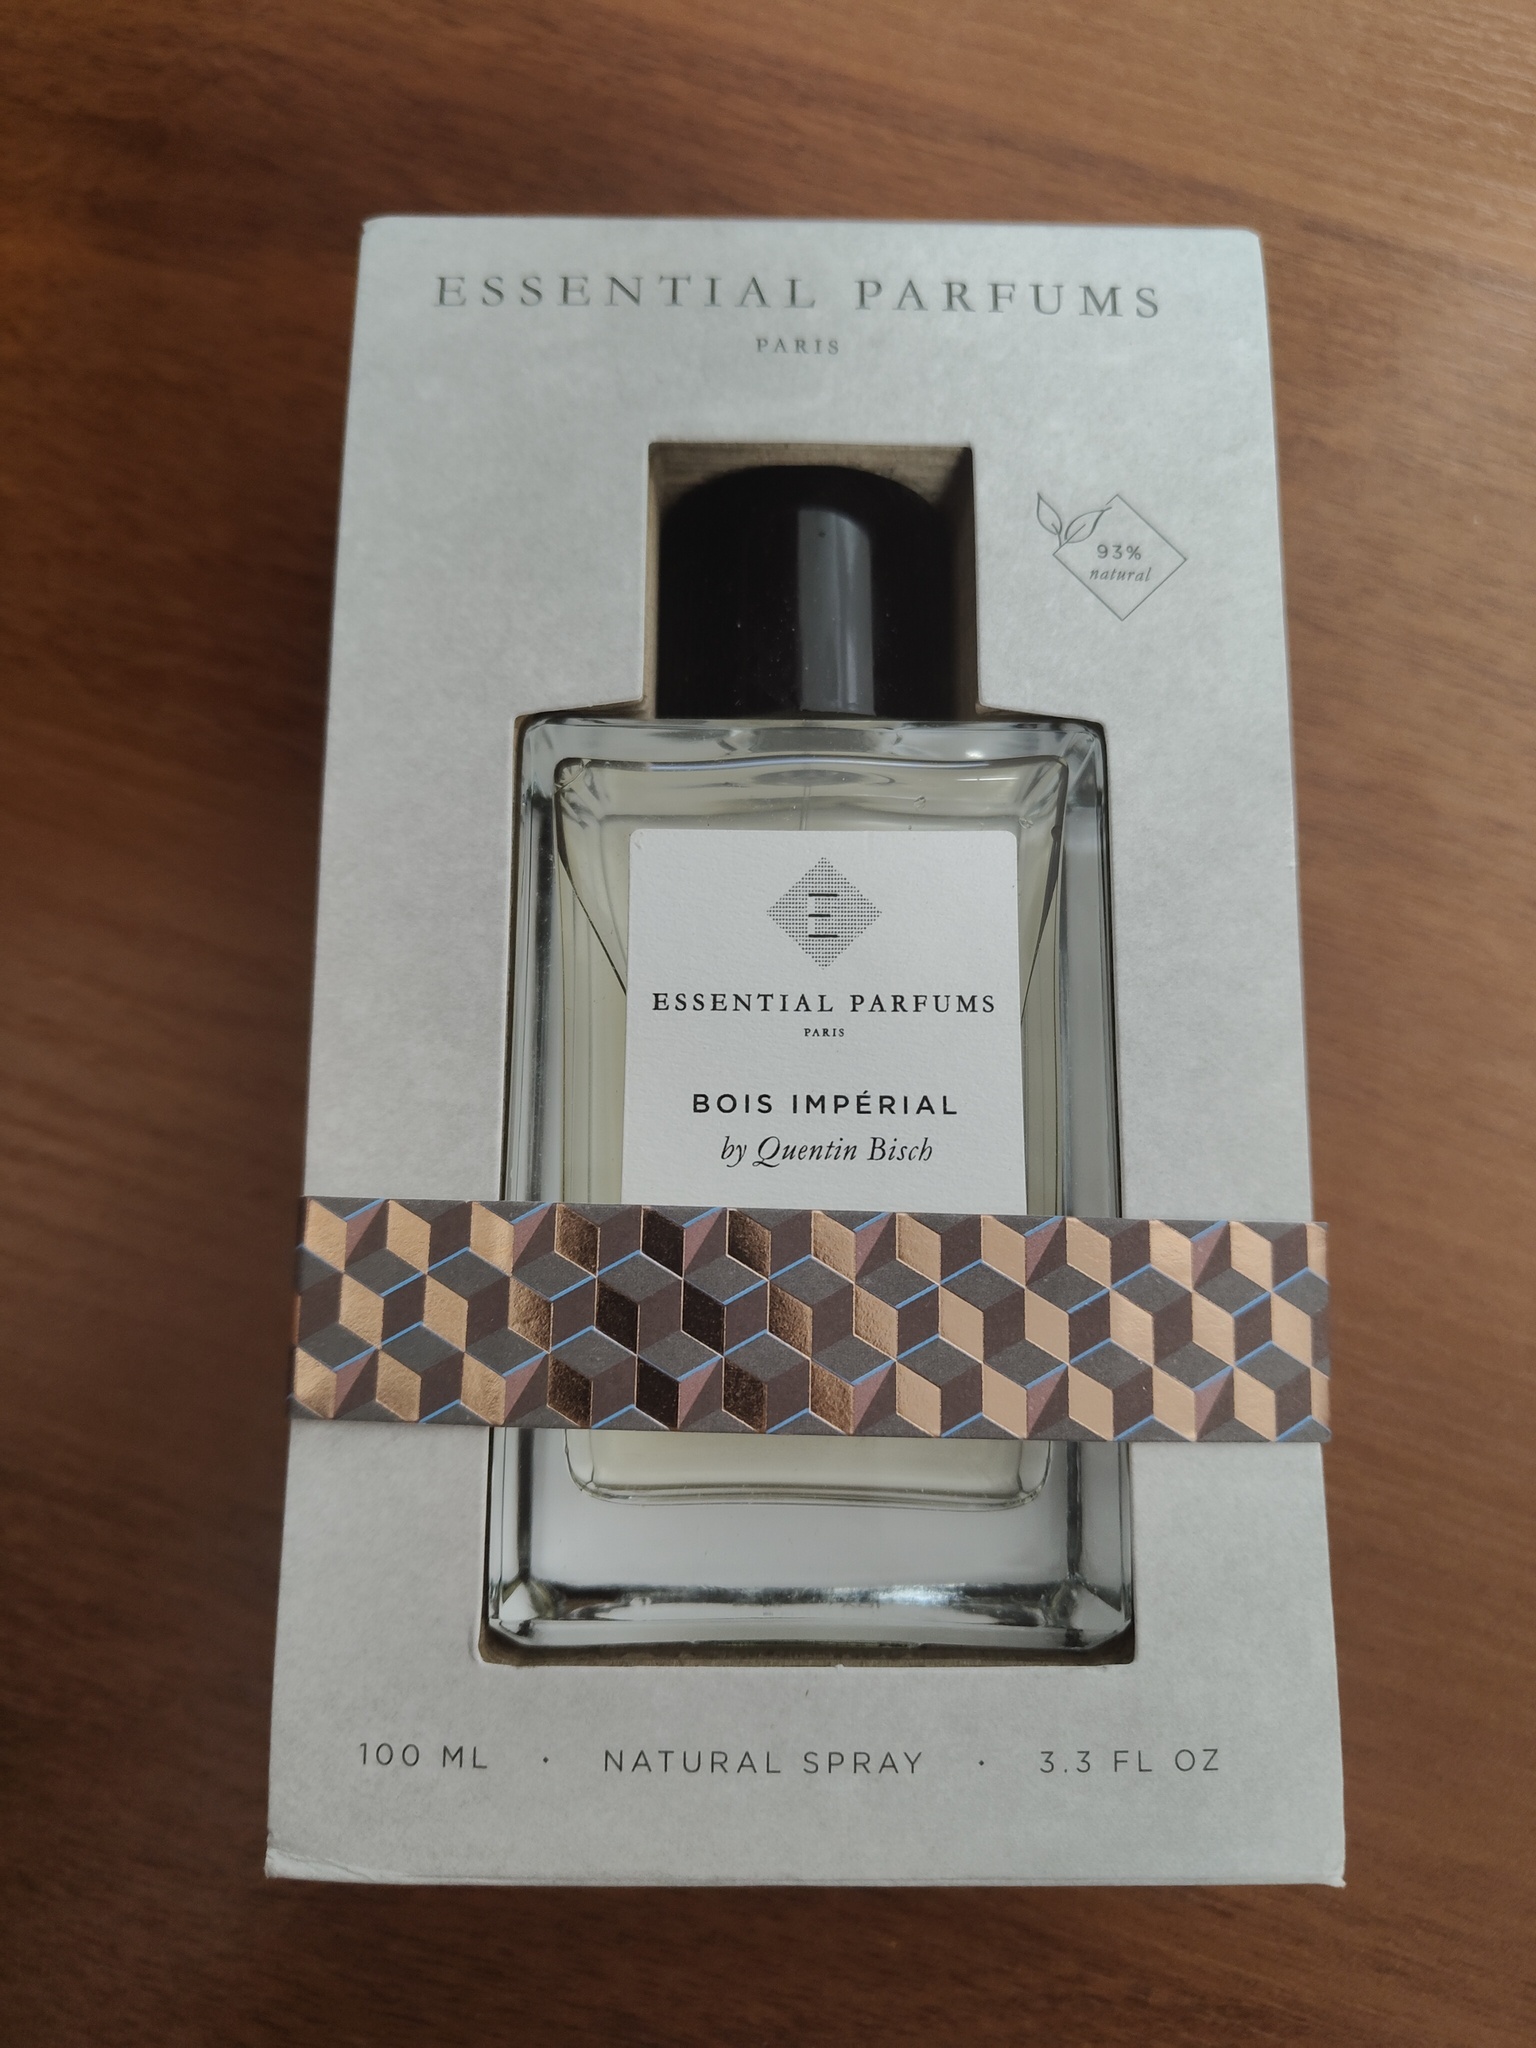 ESSENTIAL PARFUMS
PARIS
93%
natural
E
ESSENTIAL PARFUMS
PARIS
BOIS IMPÉRIAL
by Quentin Bisch
100 ML · NATURAL SPRAY · 3.3 FL OZ